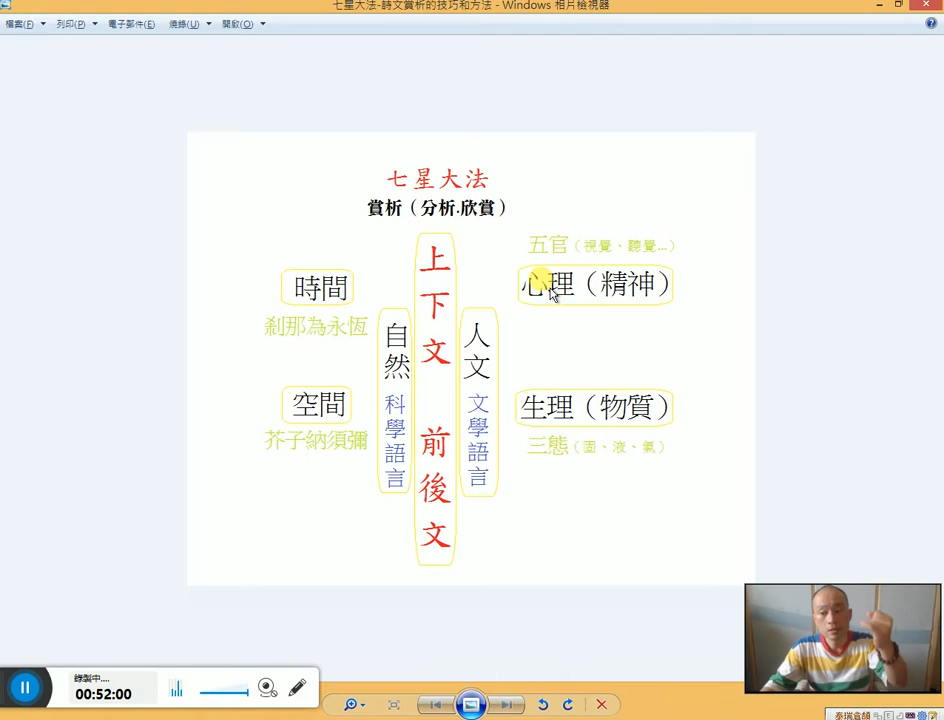 七星大法-詩文賞析的技巧和方法 - Windows 相片檢視器
檔案(F) 列印(P) 電子郵件(E) 燒錄(U) 開啟(O)
七星大法
賞析（分析.欣賞）
時間
剎那為永恆
空間
芥子納須彌
自然
科學語言
上下文 前後文
人文
文學語言
五官（視覺、聽覺...）
心理（精神）
生理（物質）
三態（固、液、氣）
錄製中....
00:52:00